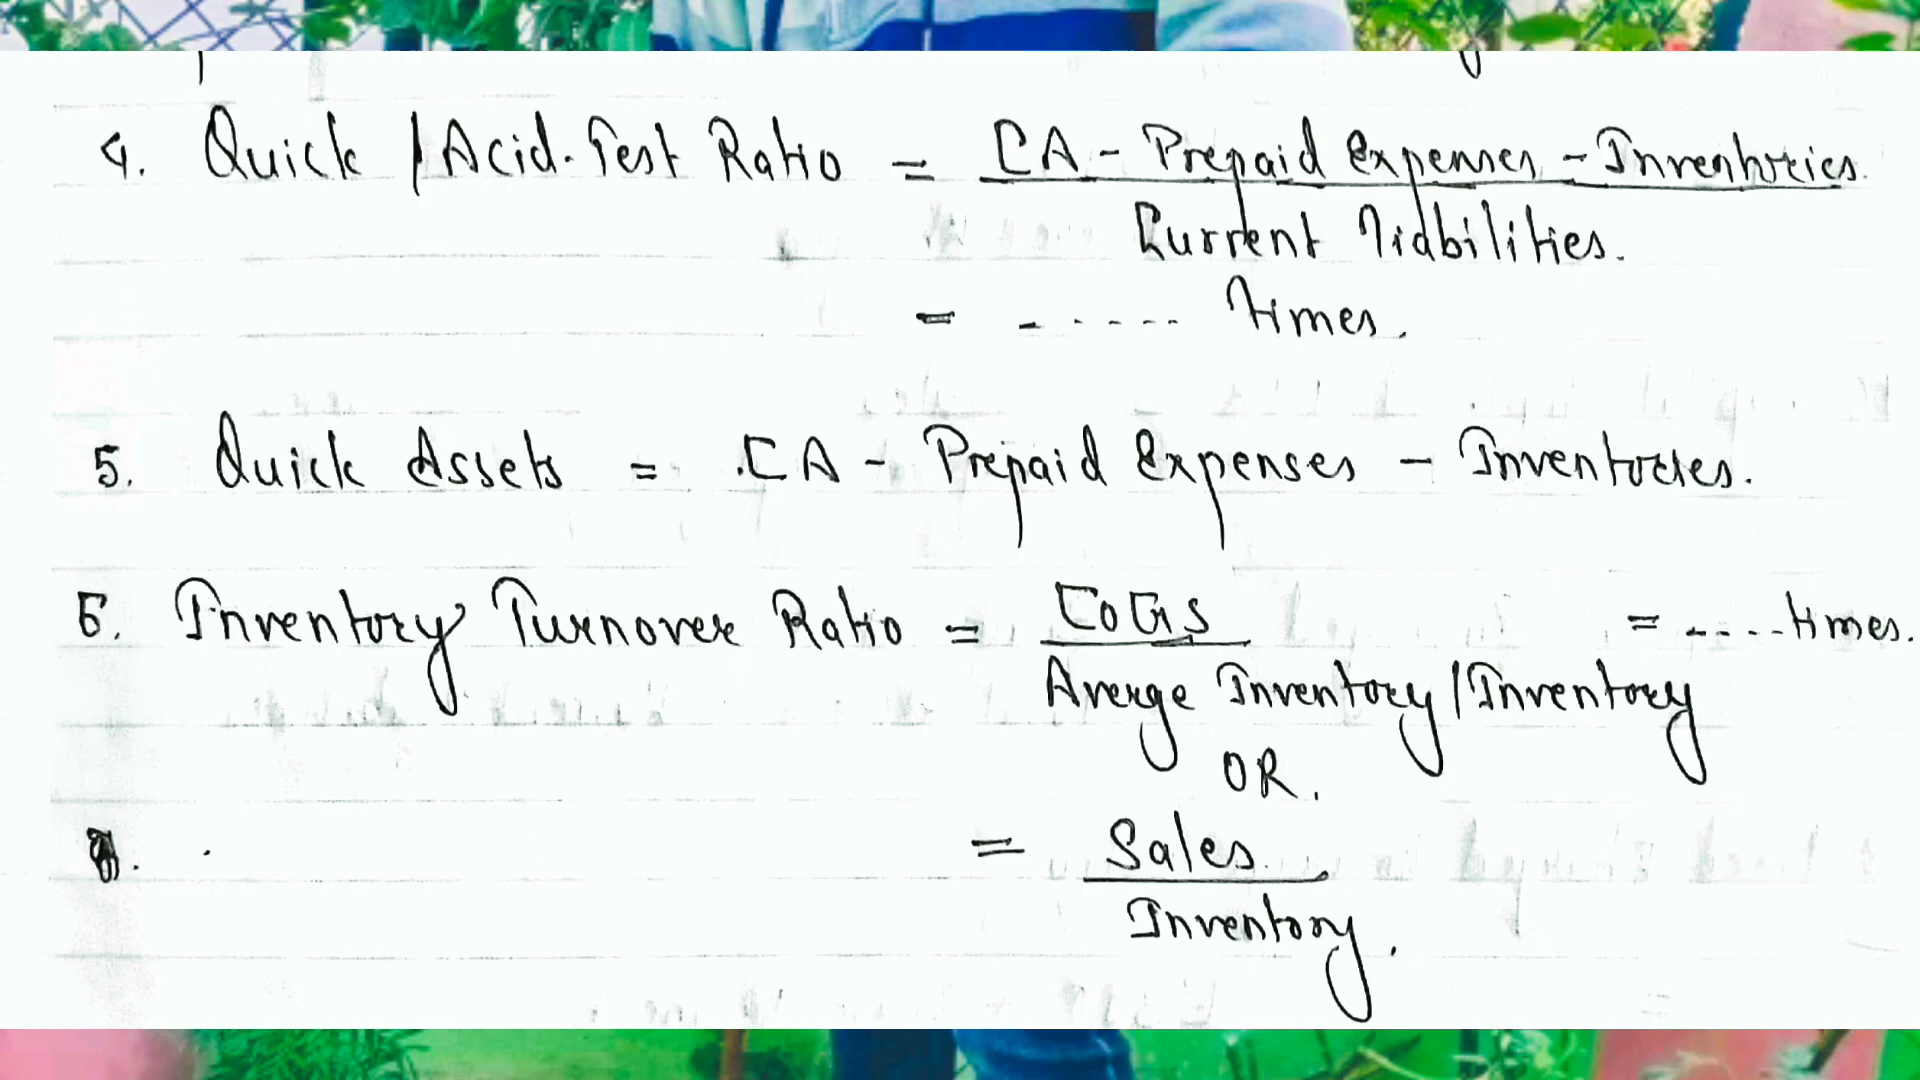 4. Quick / Acid-Test Ratio = CA - Prepaid Expenses - Inventories.
Current Liabilities.
= - ..... times.
5. Quick Assets = CA - Prepaid Expenses - Inventories.
6. Inventory Turnover Ratio = COGS = .....times.
Averge Inventory / Inventory
OR.
= Sales
Inventory.